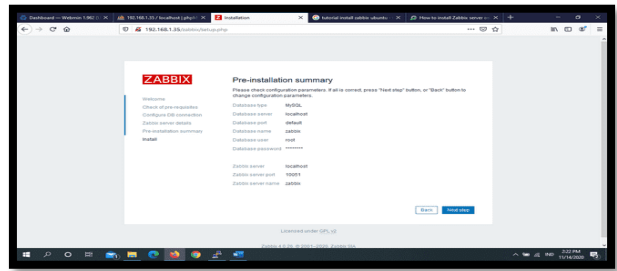 Dashboard — Webmin 1.962
192.168.1.35 / localhost | php
Installation
tutorial install zabbix ubuntu
How to install Zabbix server
192.168.1.35/zabbix/setup.php
ZABBIX
Pre-installation summary
Please check configuration parameters. If all is correct, press "Next step" button, or "Back" button to
change configuration parameters.
Welcome
Check of pre-requisites
Configure DB connection
Zabbix server details
Pre-installation summary
Install
Database type MySQL
Database server localhost
Database port default
Database name zabbix
Database user root
Database password ********
Zabbix server localhost
Zabbix server port 10051
Zabbix server name zabbix
Back Next step
Licensed under GPL v2
IND
2:22 PM
11/14/2020